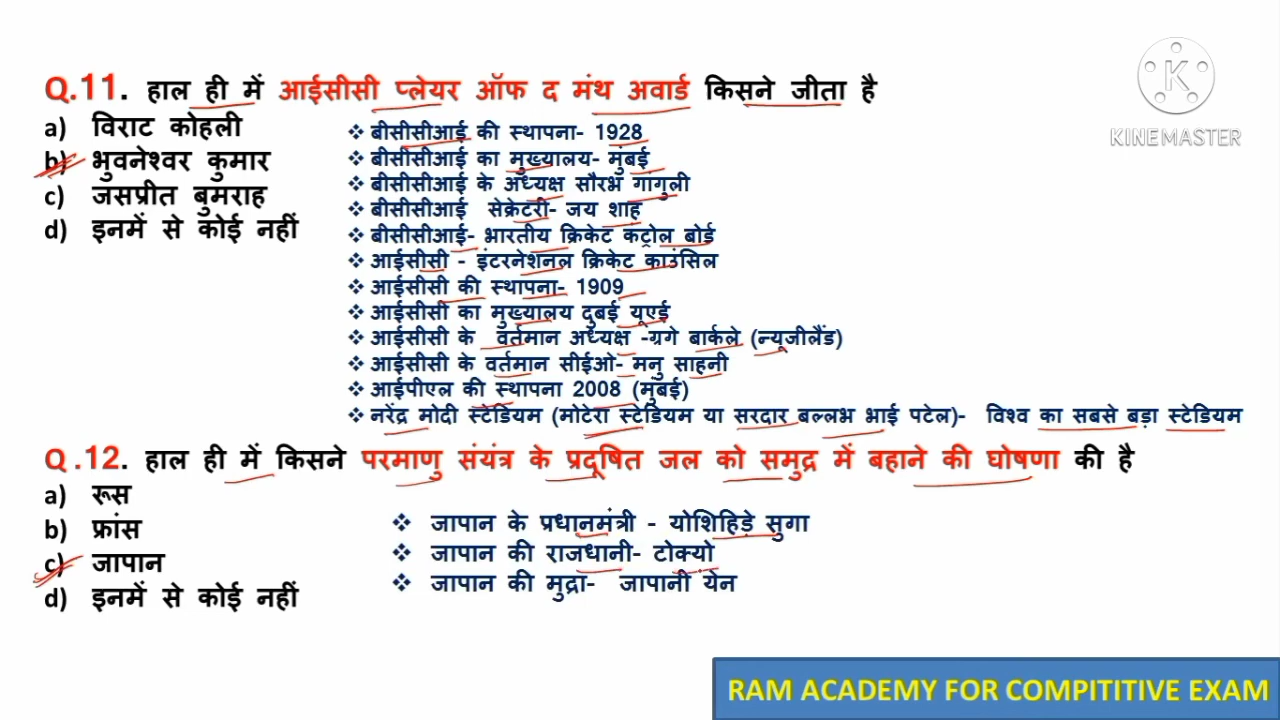 Q.11. हाल ही में आईसीसी प्लेयर ऑफ द मंथ अवार्ड किसने जीता है
a) विराट कोहली
b) भुवनेश्वर कुमार
c) जसप्रीत बुमराह
d) इनमें से कोई नहीं
❖ बीसीसीआई की स्थापना- 1928
❖ बीसीसीआई का मुख्यालय- मुंबई
❖ बीसीसीआई के अध्यक्ष सौरभ गांगुली
❖ बीसीसीआई सेक्रेटरी- जय शाह
❖ बीसीसीआई- भारतीय क्रिकेट कट्रोल बोर्ड
❖ आईसीसी - इंटरनेशनल क्रिकेट काउंसिल
❖ आईसीसी की स्थापना- 1909
❖ आईसीसी का मुख्यालय दुबई यूएई
❖ आईसीसी के वर्तमान अध्यक्ष -ग्रगे बार्कले (न्यूजीलैंड)
❖ आईसीसी के वर्तमान सीईओ- मनु साहनी
❖ आईपीएल की स्थापना 2008 (मुंबई)
❖ नरेंद्र मोदी स्टेडियम (मोटेरा स्टेडियम या सरदार बल्लभ भाई पटेल)- विश्व का सबसे बड़ा स्टेडियम
Q .12. हाल ही में किसने परमाणु संयंत्र के प्रदूषित जल को समुद्र में बहाने की घोषणा की है
a) रूस
b) फ्रांस
c) जापान
d) इनमें से कोई नहीं
❖ जापान के प्रधानमंत्री - योशिहिड़े सुगा
❖ जापान की राजधानी- टोक्यो
❖ जापान की मुद्रा- जापानी येन
K
KINEMASTER
RAM ACADEMY FOR COMPITITIVE EXAM